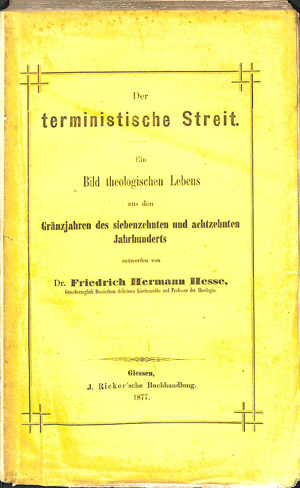 Der
terministische Streit.
Ein
Bild theologischen Lebens
aus den
Gränzjahren des siebenzehnten und achtzehnten
Jahrhunderts
entworfen von
Dr. Friedrich Hermann Hesse,
Grossherzoglich Hessischem Geheimen Kirchenrathe und Professor der Theologie.
Giessen,
J. Ricker'sche Buchhandlung.
1877.